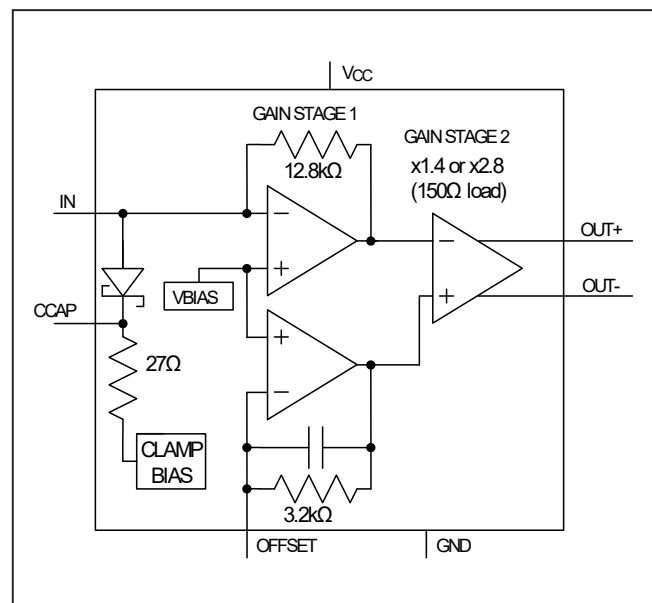 VCC
GAIN STAGE 1
12.8kΩ
GAIN STAGE 2
x1.4 or x2.8
(150Ω load)
IN
OUT+
VBIAS
OUT-
CCAP
27Ω
CLAMP
BIAS
3.2kΩ
OFFSET
GND